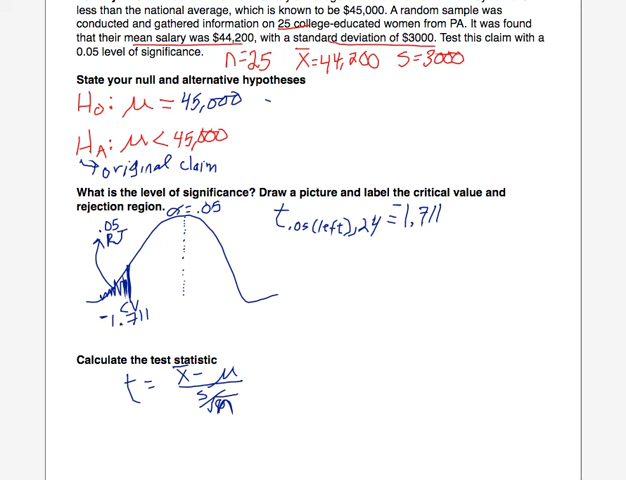 less than the national average, which is known to be $45,000. A random sample was
conducted and gathered information on 25 college-educated women from PA. It was found
that their mean salary was $44,200, with a standard deviation of $3000. Test this claim with a
0.05 level of significance.
n=25 x̄=44,200 s=3000
State your null and alternative hypotheses
H₀: μ = 45,000
Hₐ: μ < 45,000
↳ original claim
What is the level of significance? Draw a picture and label the critical value and
rejection region. α=.05
t.05(left),24 = -1.711
.05
RJ
CV
-1.711
Calculate the test statistic
t = x̄ - μ
s/√n